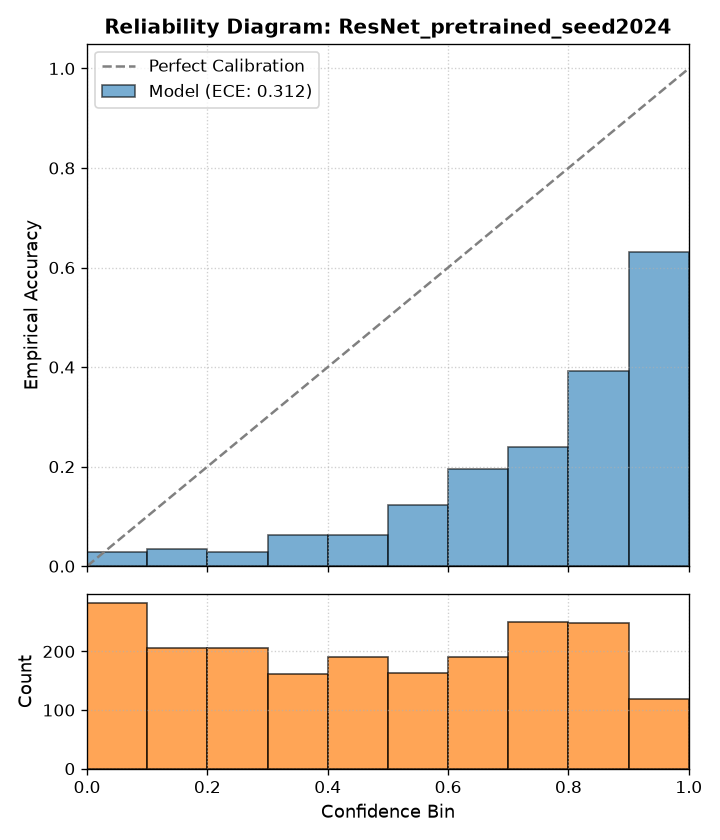 Reliability Diagram: ResNet_pretrained_seed2024
Perfect Calibration
Model (ECE: 0.312)
Empirical Accuracy
1.0
0.8
0.6
0.4
0.2
0.0
Count
200
100
0
0.0 0.2 0.4 0.6 0.8 1.0
Confidence Bin